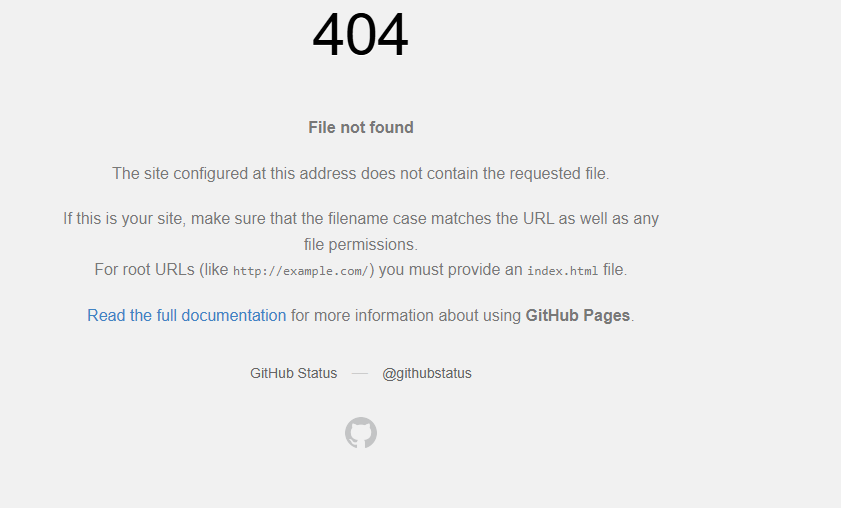 404
File not found
The site configured at this address does not contain the requested file.
If this is your site, make sure that the filename case matches the URL as well as any
file permissions.
For root URLs (like http://example.com/) you must provide an index.html file.
Read the full documentation for more information about using GitHub Pages.
GitHub Status — @githubstatus